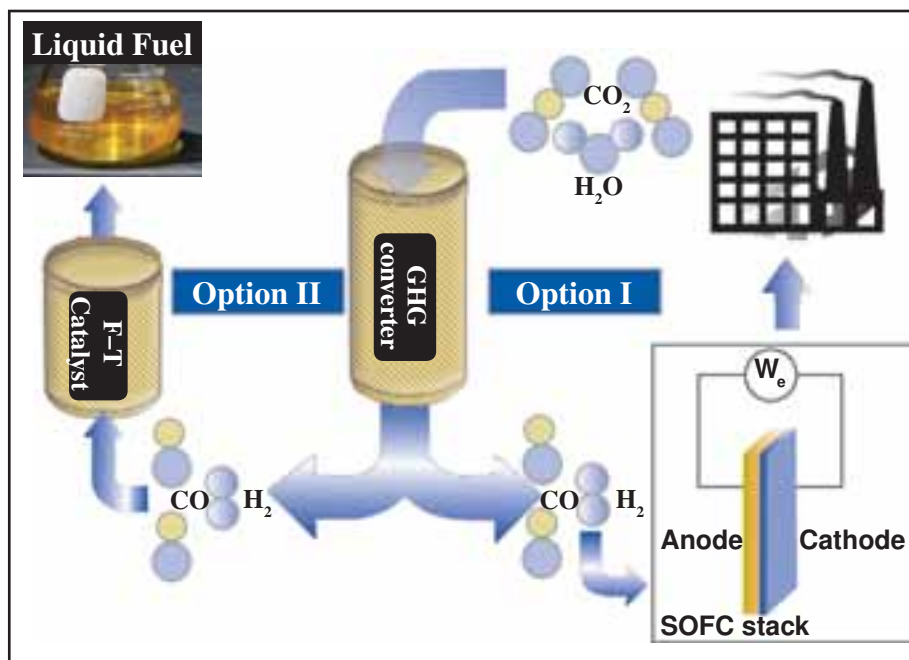 Liquid Fuel
CO₂
H₂O
GHG
converter
Option II
Option I
F–T
Catalyst
Wₑ
CO H₂
CO H₂
Anode Cathode
SOFC stack